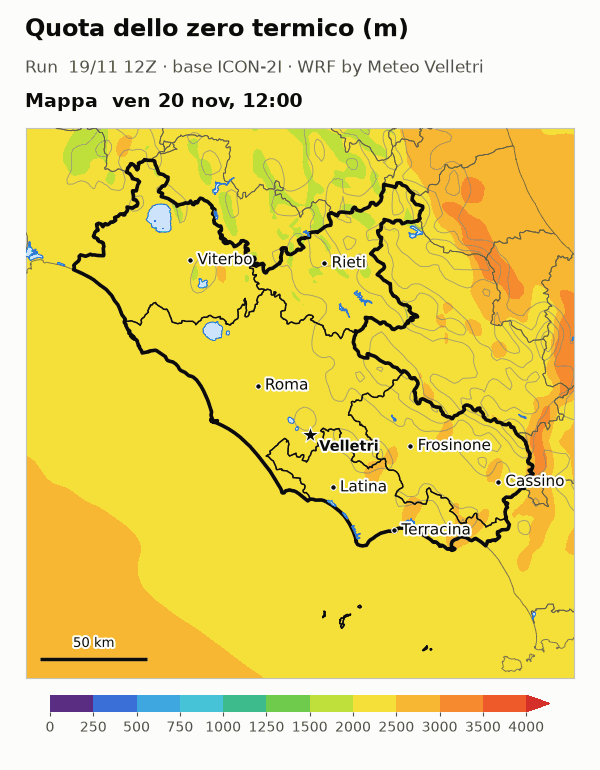 Quota dello zero termico (m)
Run  19/11 12Z · base ICON-2I · WRF by Meteo Velletri
Mappa  ven 20 nov, 12:00
Viterbo
Rieti
Roma
Velletri
Frosinone
Cassino
Latina
Terracina
50 km
0 250 500 750 1000 1250 1500 2000 2500 3000 3500 4000